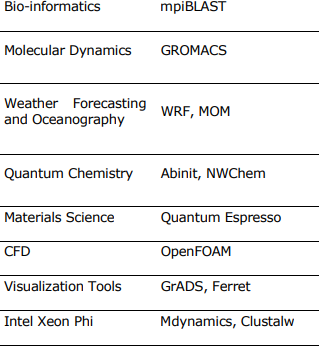 Bio-informatics mpiBLAST
Molecular Dynamics GROMACS
Weather Forecasting
and Oceanography WRF, MOM
Quantum Chemistry Abinit, NWChem
Materials Science Quantum Espresso
CFD OpenFOAM
Visualization Tools GrADS, Ferret
Intel Xeon Phi Mdynamics, Clustalw